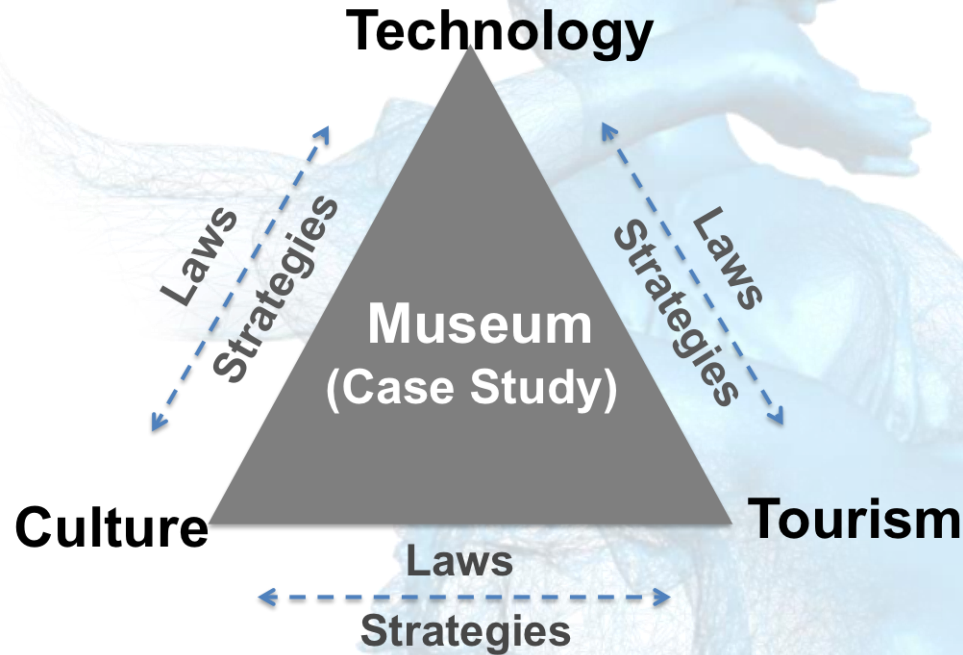 Technology
Laws
Strategies
Laws
Strategies
Museum
(Case Study)
Culture
Tourism
Laws
Strategies